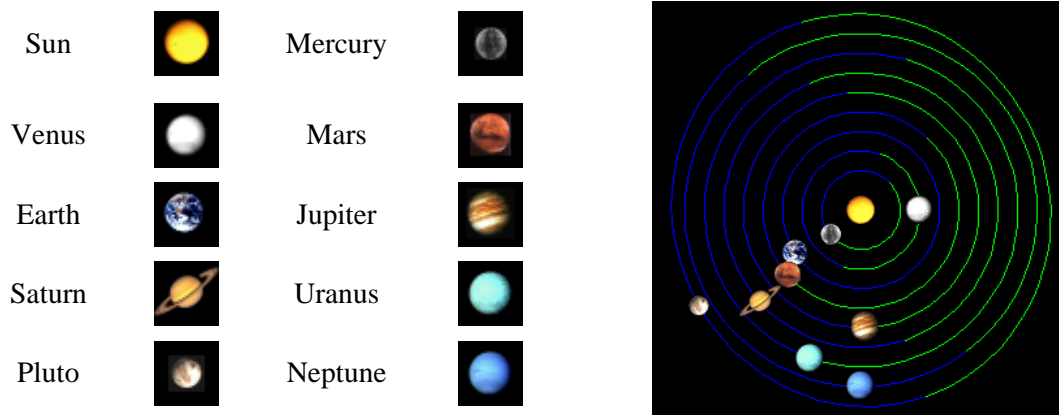 Sun Mercury
Venus Mars
Earth Jupiter
Saturn Uranus
Pluto Neptune